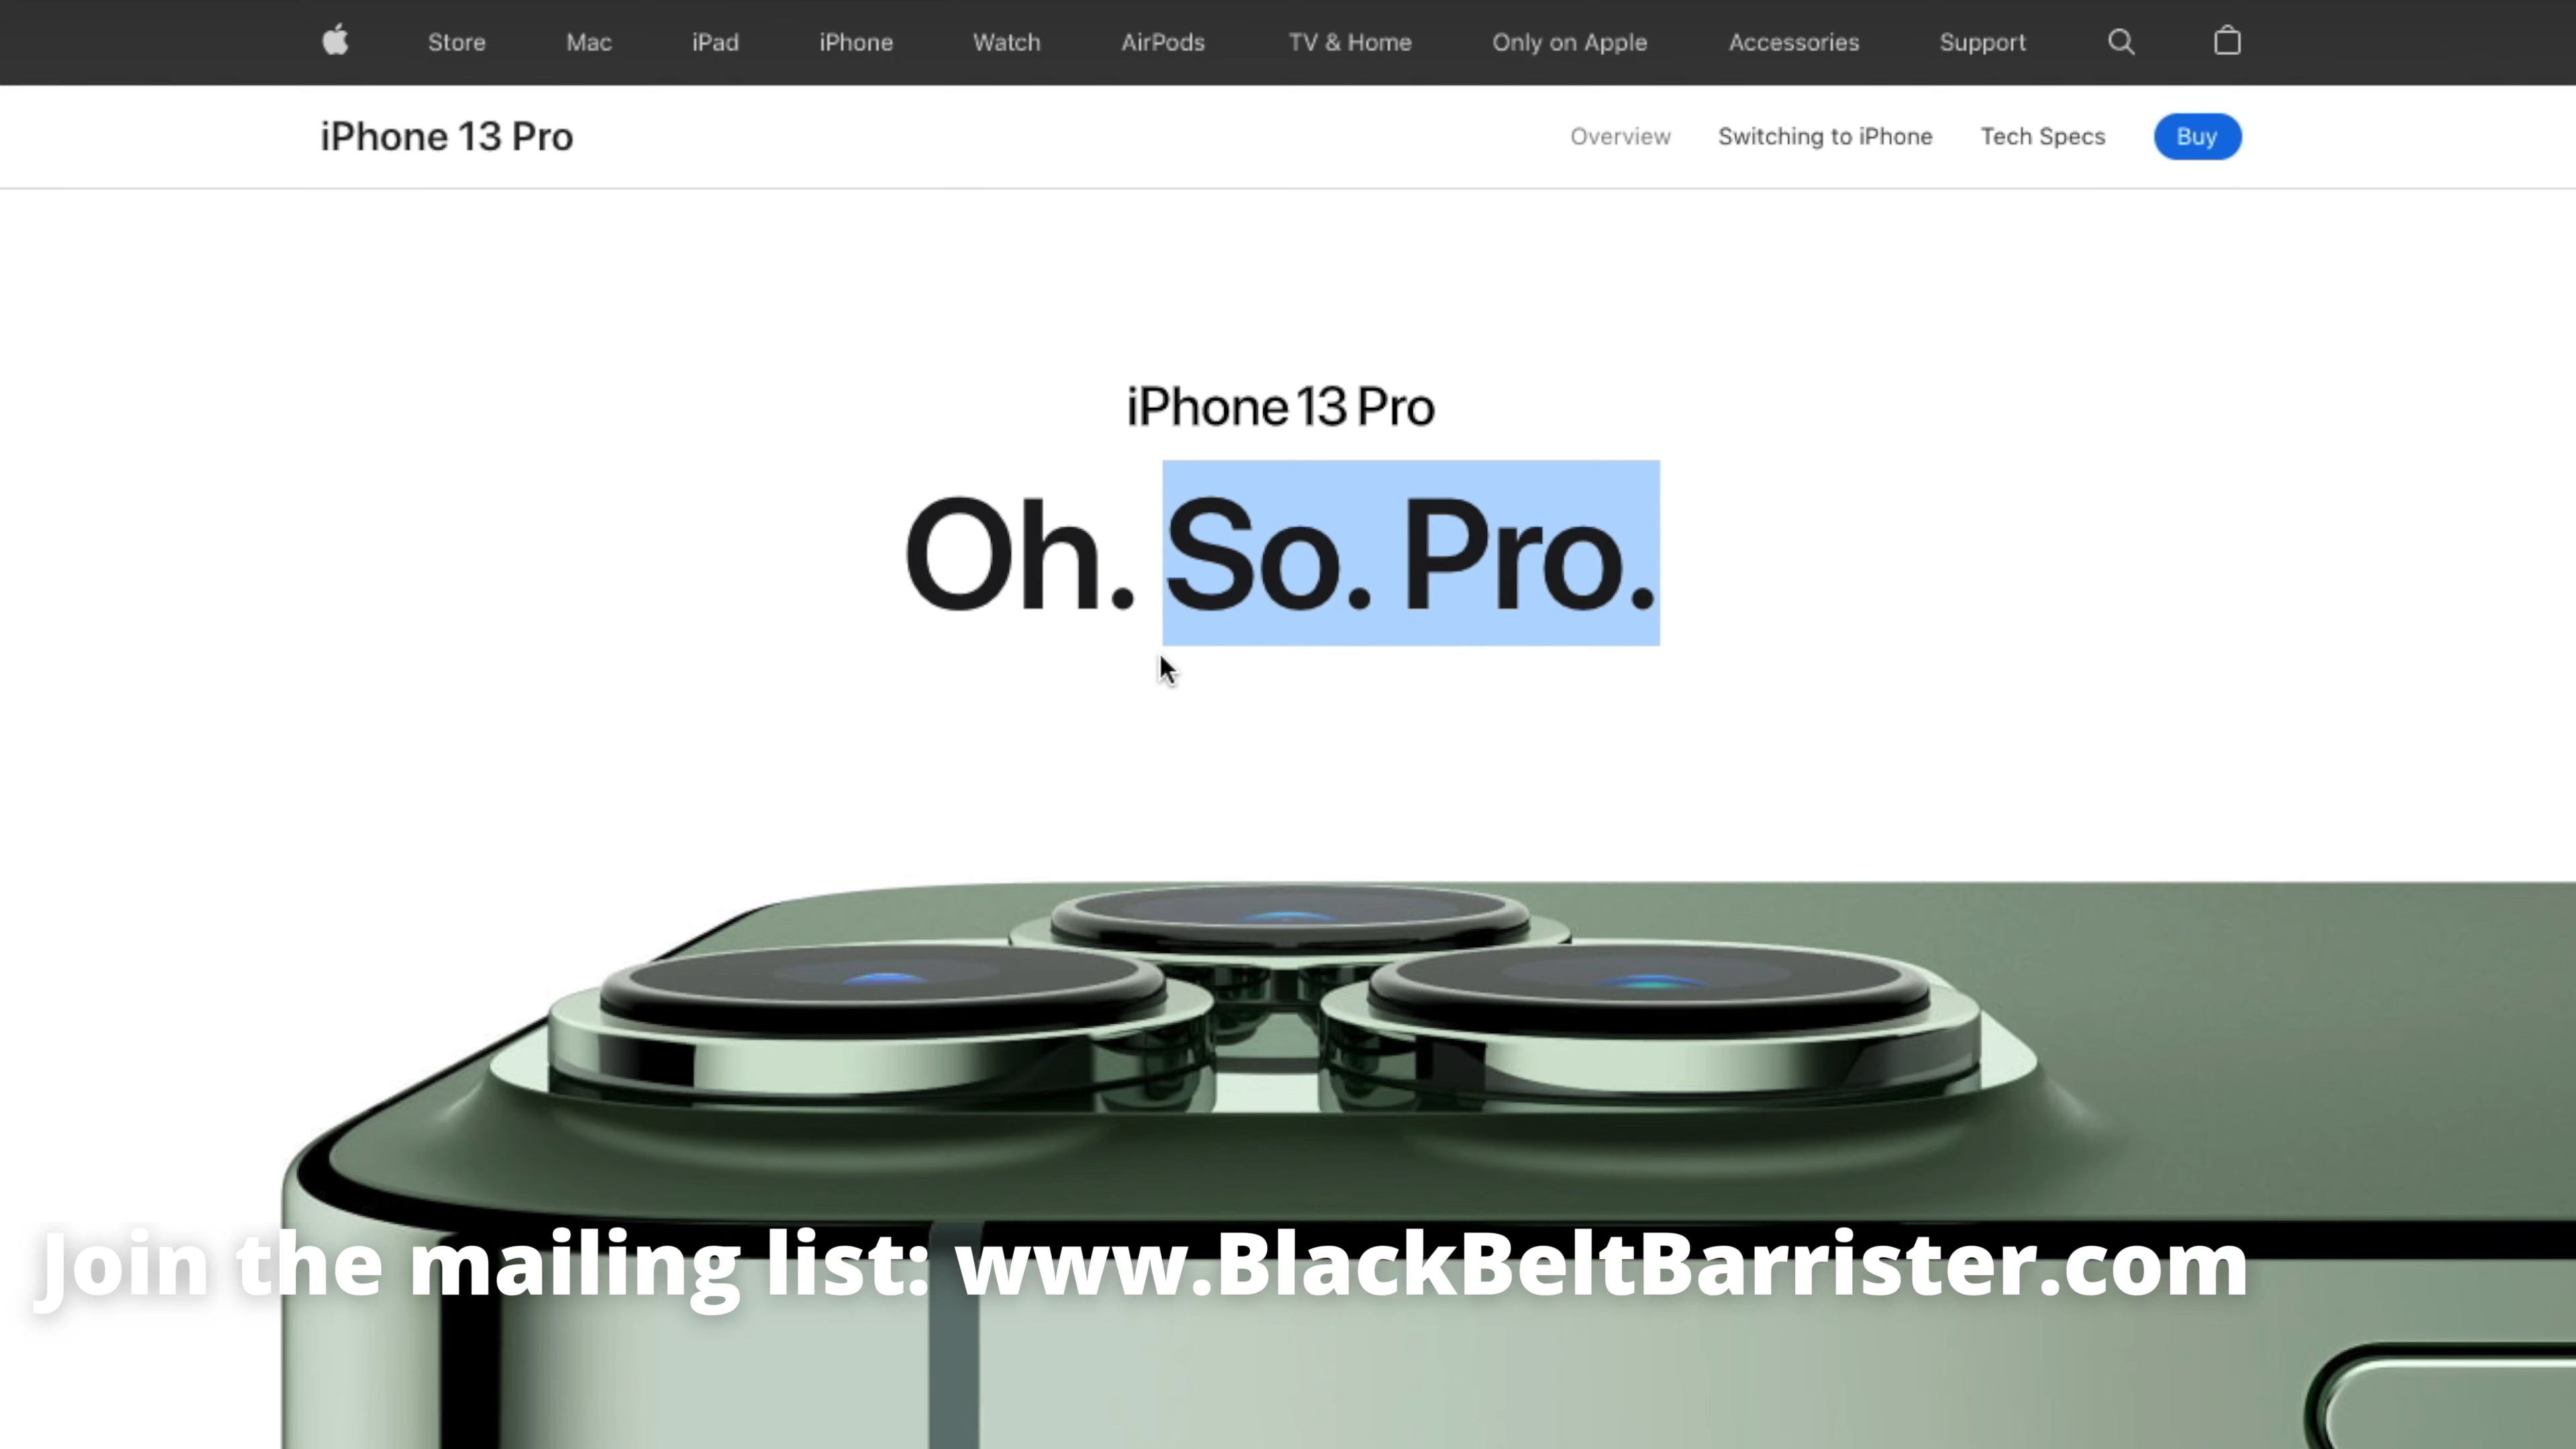 Store Mac iPad iPhone Watch AirPods TV & Home Only on Apple Accessories Support
iPhone 13 Pro Overview Switching to iPhone Tech Specs Buy
iPhone 13 Pro
Oh. So. Pro.
Join the mailing list: www.BlackBeltBarrister.com